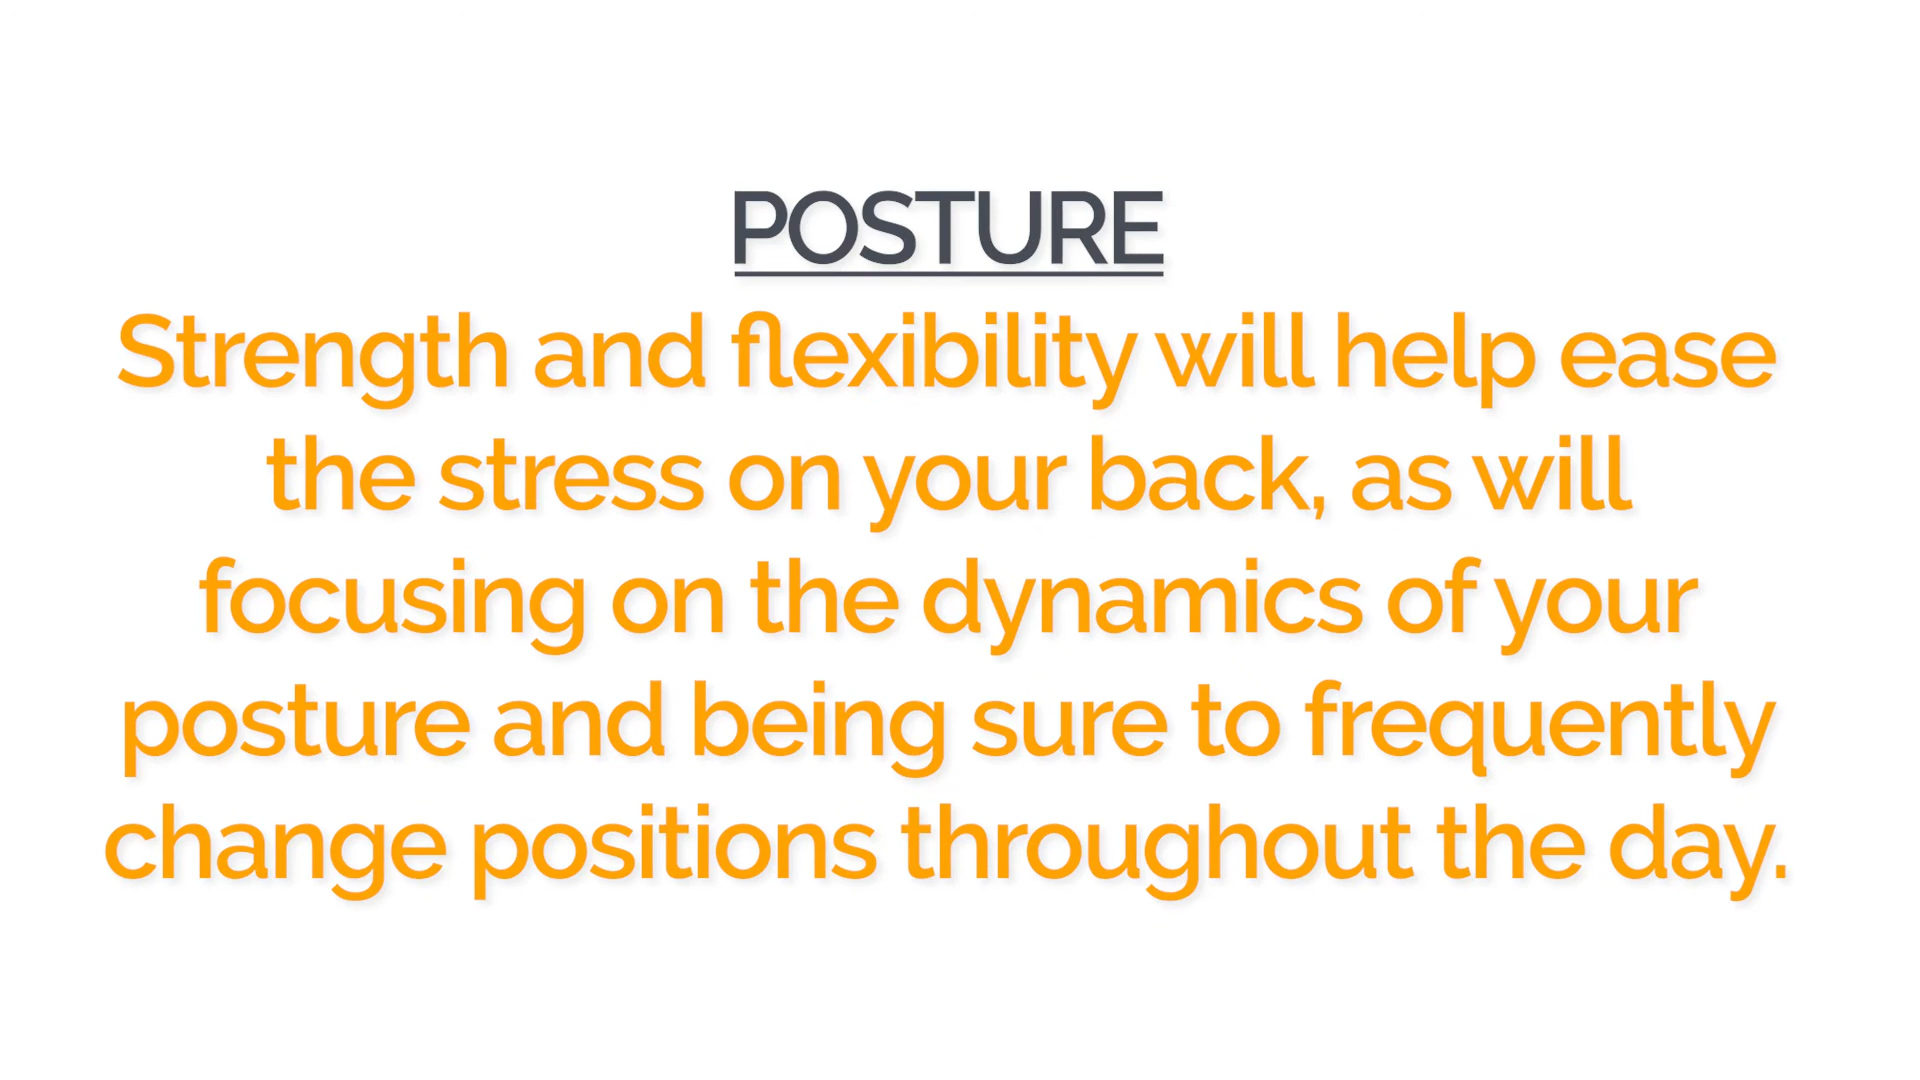 POSTURE
Strength and flexibility will help ease
the stress on your back, as will
focusing on the dynamics of your
posture and being sure to frequently
change positions throughout the day.